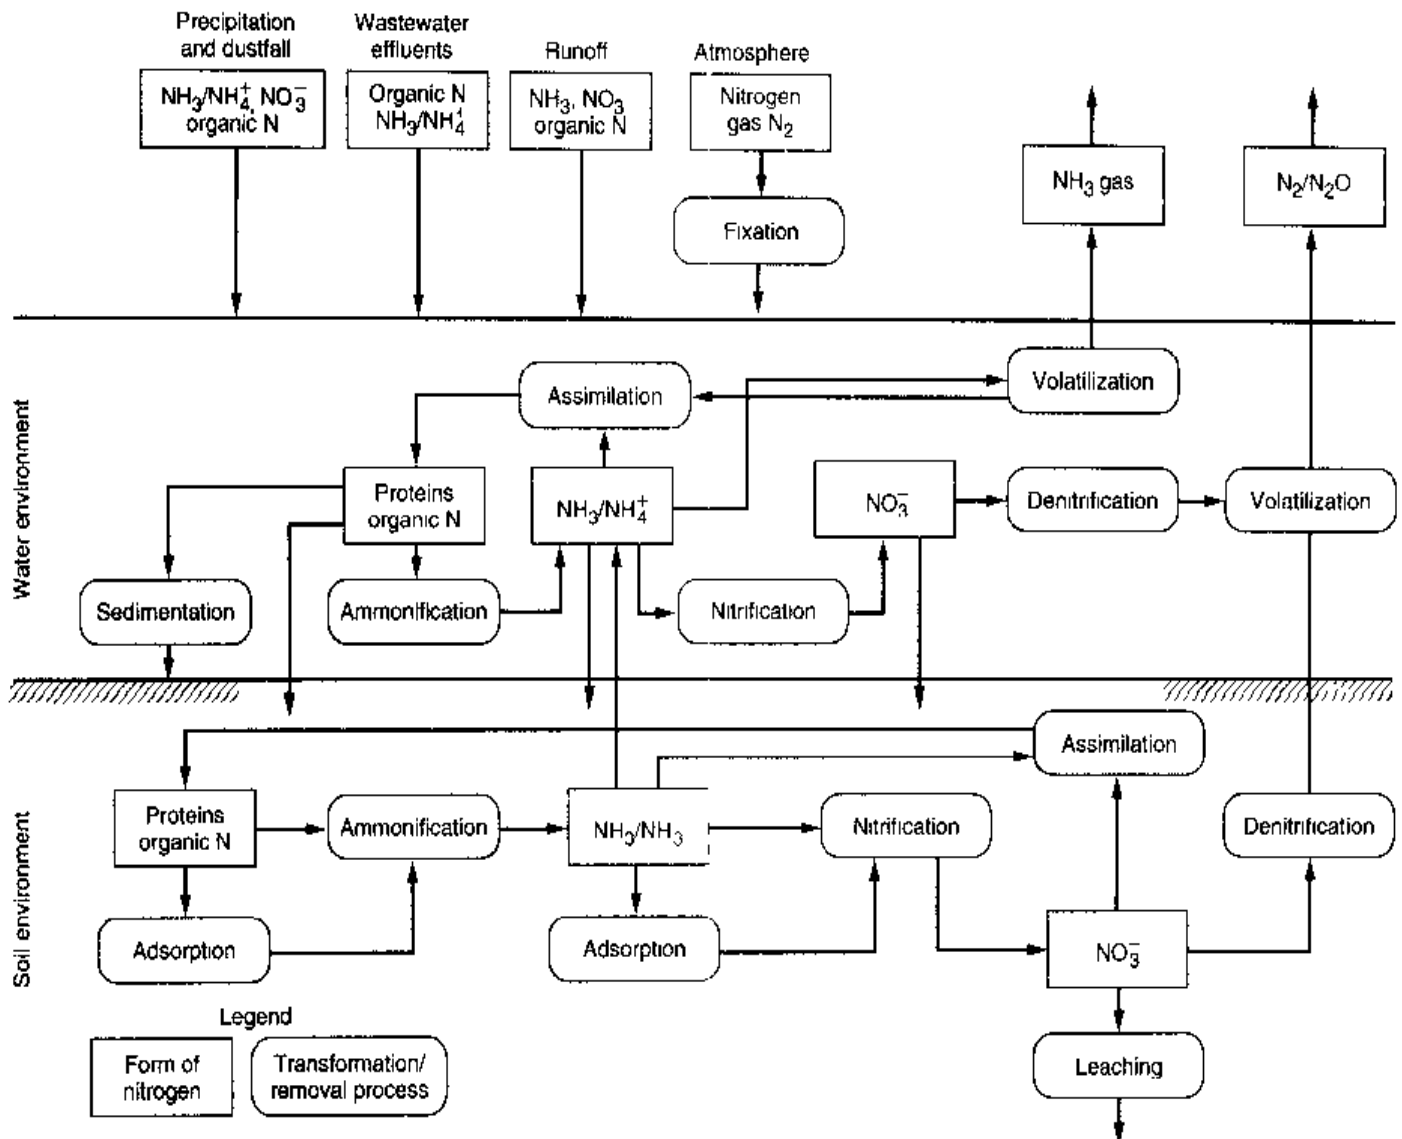 Precipitation
and dustfall
NH₃/NH₄⁺, NO₃⁻
organic N
Wastewater
effluents
Organic N
NH₃/NH₄⁺
Runoff
NH₃, NO₃
organic N
Atmosphere
Nitrogen
gas N₂
Fixation
NH₃ gas
N₂/N₂O
Water environment
Assimilation
Volatilization
Proteins
organic N
NH₃/NH₄⁺
NO₃⁻
Denitrification
Volatilization
Sedimentation
Ammonification
Nitrification
Soil environment
Assimilation
Proteins
organic N
Ammonification
NH₃/NH₃
Nitrification
Denitrification
Adsorption
Adsorption
NO₃⁻
Leaching
Legend
Form of
nitrogen
Transformation/
removal process